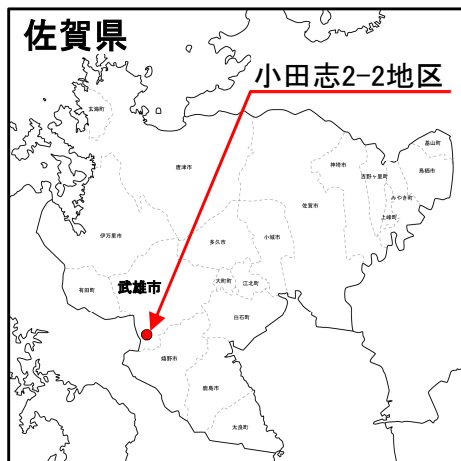 佐賀県
小田志2-2地区
玄海町
基山町
神埼市
吉野ヶ里町
鳥栖市
唐津市
みやき町
佐賀市
上峰町
伊万里市
小城市
多久市
大町町
江北町
有田町
武雄市
白石町
嬉野市
鹿島市
太良町